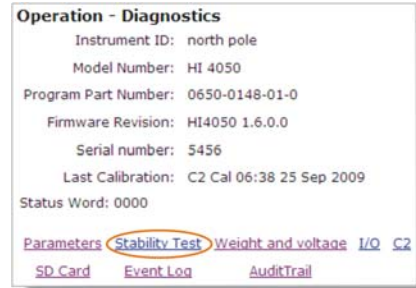 Operation - Diagnostics
Instrument ID: north pole
Model Number: HI 4050
Program Part Number: 0650-0148-01-0
Firmware Revision: HI4050 1.6.0.0
Serial number: 5456
Last Calibration: C2 Cal 06:38 25 Sep 2009
Status Word: 0000
Parameters Stability Test Weight and voltage I/O C2
SD Card Event Log AuditTrail